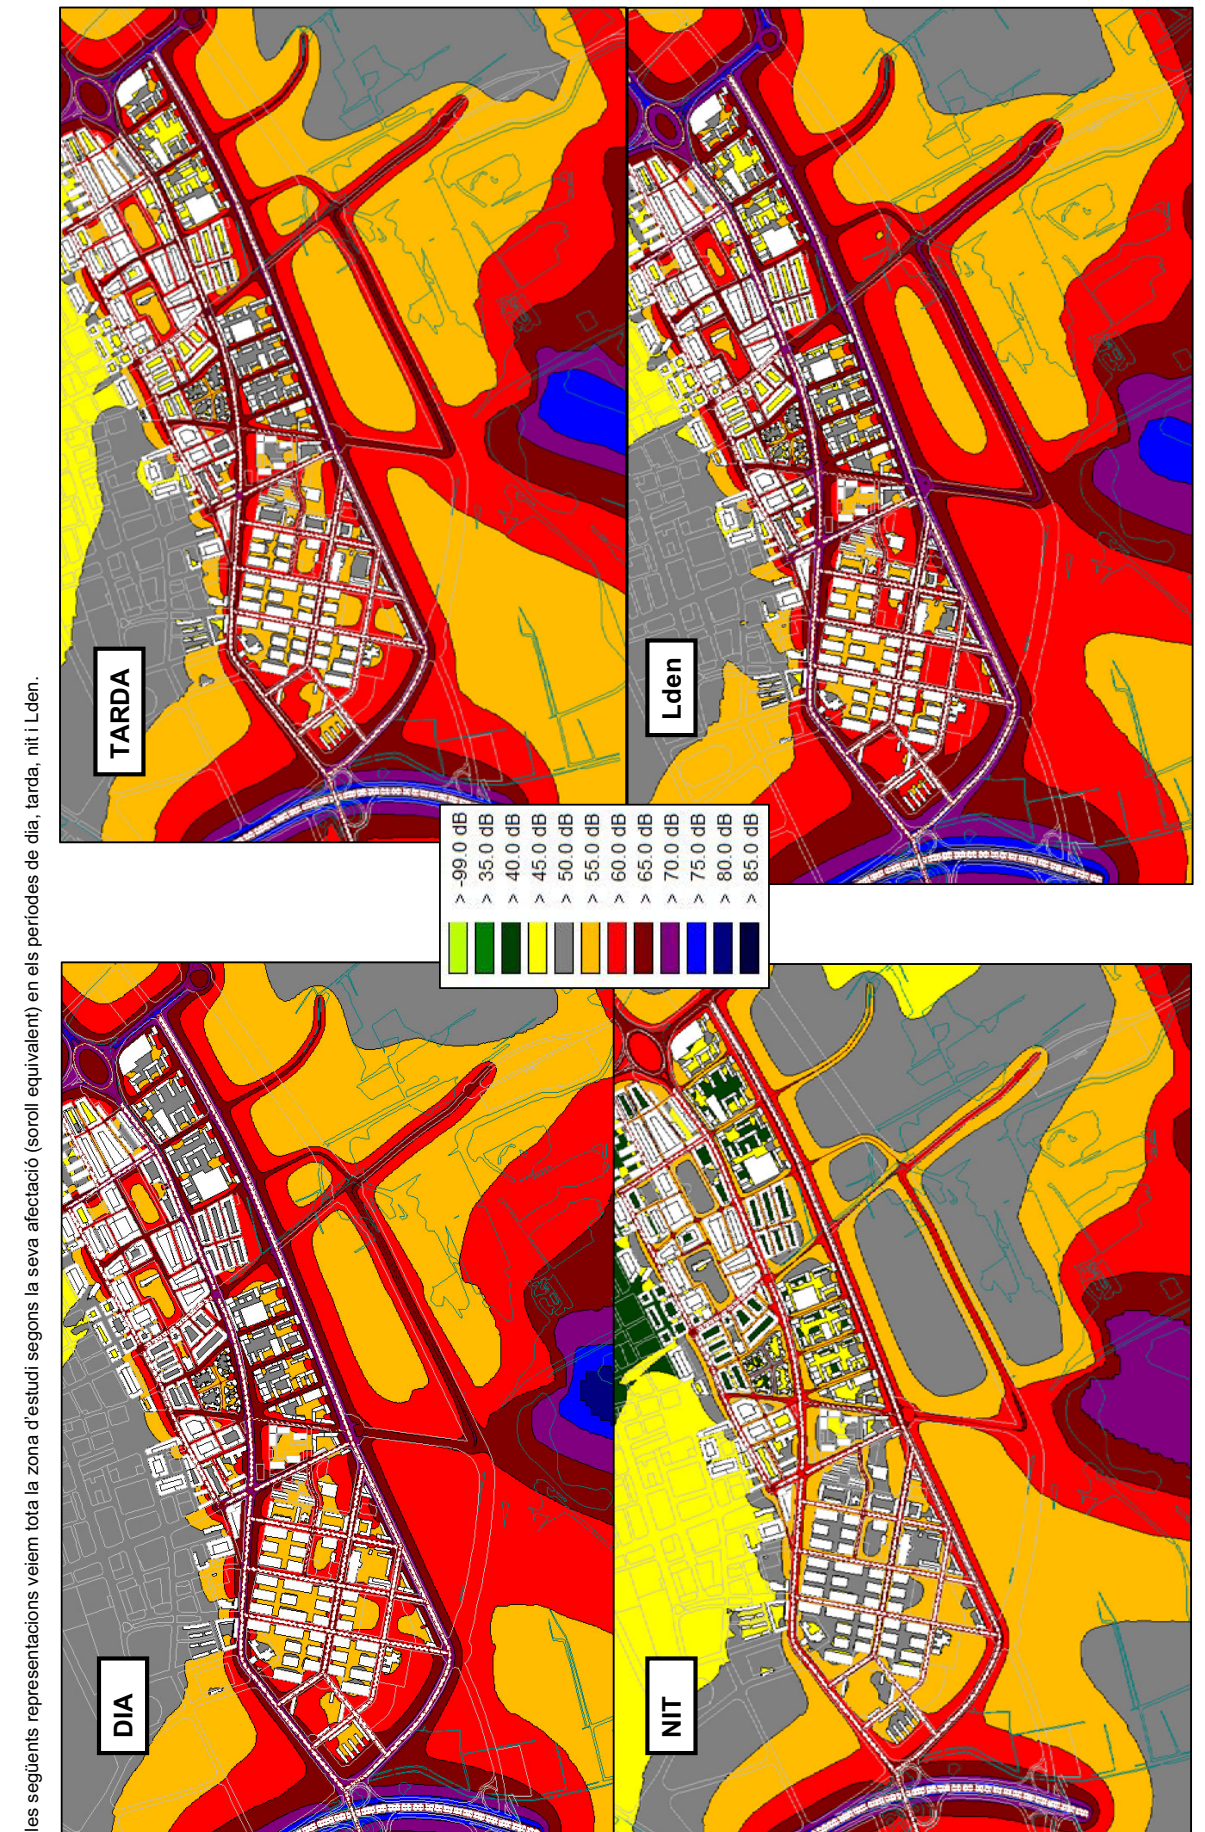 les següents representacions veiem tota la zona d'estudi segons la seva afectació (soroll equivalent) en els períodes de dia, tarda, nit i Lden.
DIA
TARDA
NIT
Lden
> -99.0 dB
> 35.0 dB
> 40.0 dB
> 45.0 dB
> 50.0 dB
> 55.0 dB
> 60.0 dB
> 65.0 dB
> 70.0 dB
> 75.0 dB
> 80.0 dB
> 85.0 dB